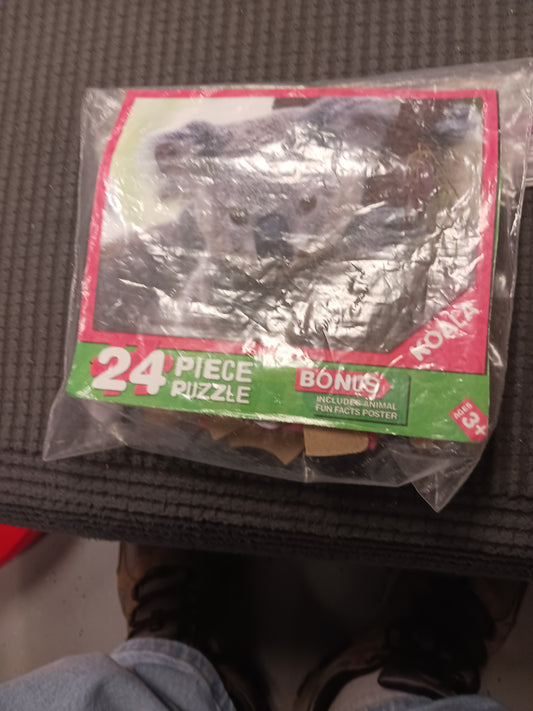 KOALA
24 PIECE
PUZZLE
BONUS
INCLUDES ANIMAL
FUN FACTS POSTER
AGES
3+